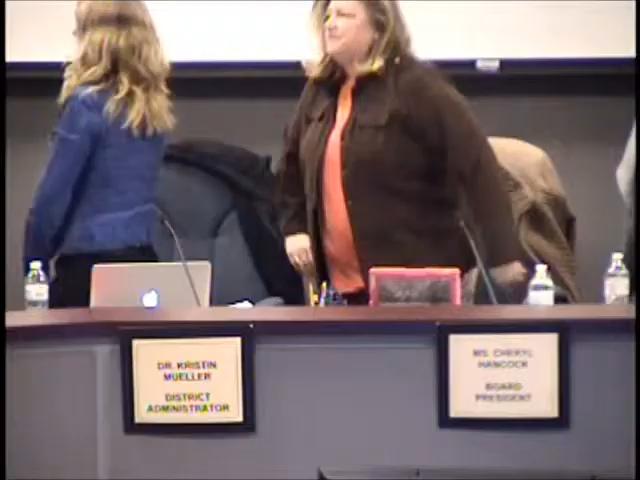 DR. KRISTIN
MUELLER
DISTRICT
ADMINISTRATOR
MS. CHERYL
HANCOCK
BOARD
PRESIDENT